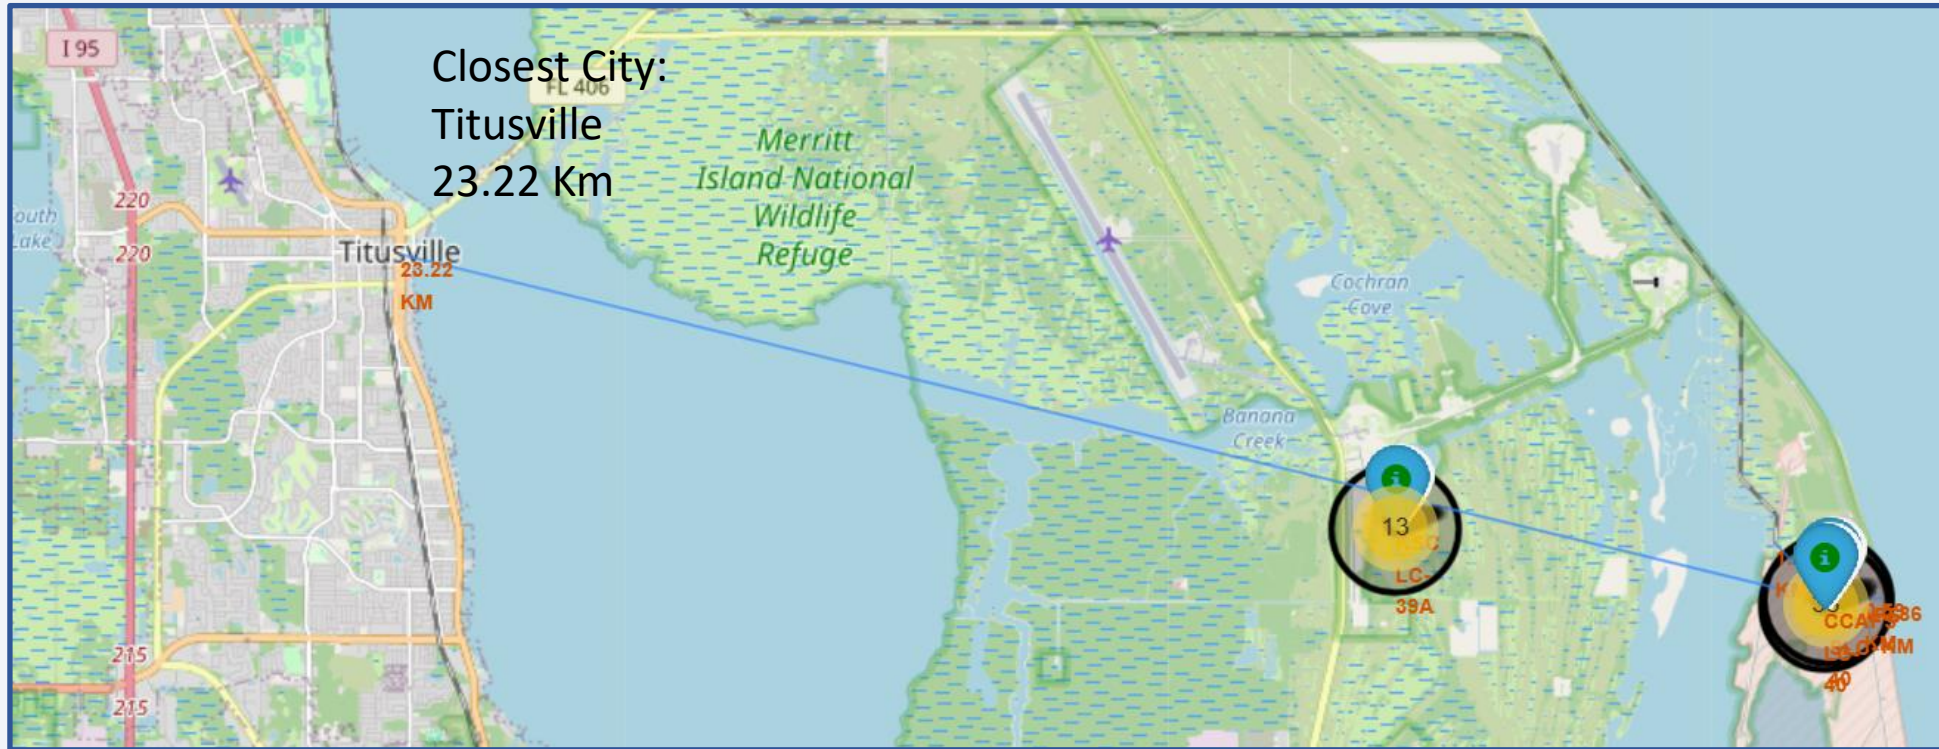 I 95
Closest City:
FL 406
Titusville
23.22 Km
Merritt
Island National
Wildlife
Refuge
220
South
Lake
220
Titusville
23.22
KM
Cochran
Cove
Banana
Creek
13
LC-
39A
CCAFS
40
215
215